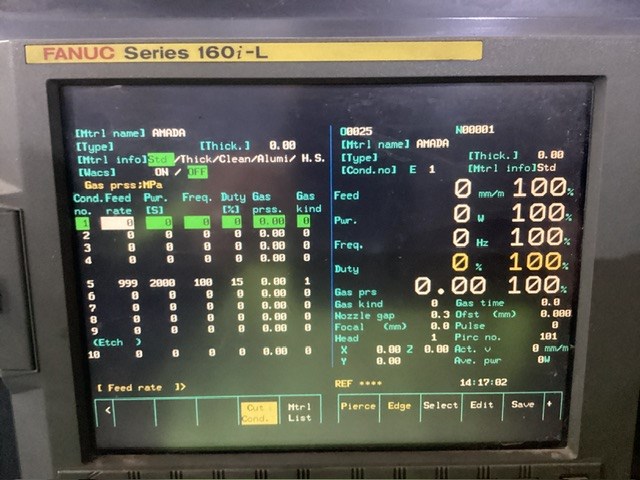 FANUC Series 160i-L
[Mtrl name] AMADA
[Type] [Thick.] 0.00
[Mtrl info] Std /Thick/Clean/Alumi/ H.S.
[Wacs] ON / OFF
Gas prss:MPa
Cond. Feed Pwr. Freq. Duty Gas Gas
no. rate [S] [%] prss. kind
1 0 0 0 0 0.00 0
2 0 0 0 0 0.00 0
3 0 0 0 0 0.00 0
4 0 0 0 0 0.00 0
5 999 2000 100 15 0.00 1
6 0 0 0 0 0.00 0
7 0 0 0 0 0.00 0
8 0 0 0 0 0.00 0
9 0 0 0 0 0.00 0
(Etch )
10 0 0 0 0 0.00 0
[ Feed rate ]>
< Cut Cond. Mtrl List
O0025 N00001
[Mtrl name] AMADA
[Type] [Thick.] 0.00
[Cond.no] E 1 [Mtrl info]Std
Feed 0 mm/m 100%
Pwr. 0 W 100%
Freq. 0 Hz 100%
Duty 0 % 100%
Gas prs 0.00 100%
Gas kind 0 Gas time 0.0
Nozzle gap 0.3 Ofst (mm) 0.000
Focal (mm) 0.0 Pulse 0
Head 1 Pirc no. 101
X 0.00 Z 0.00 Act. v 0 mm/m
Y 0.00 Ave. pwr 0W
REF **** 14:17:02
Pierce Edge Select Edit Save +